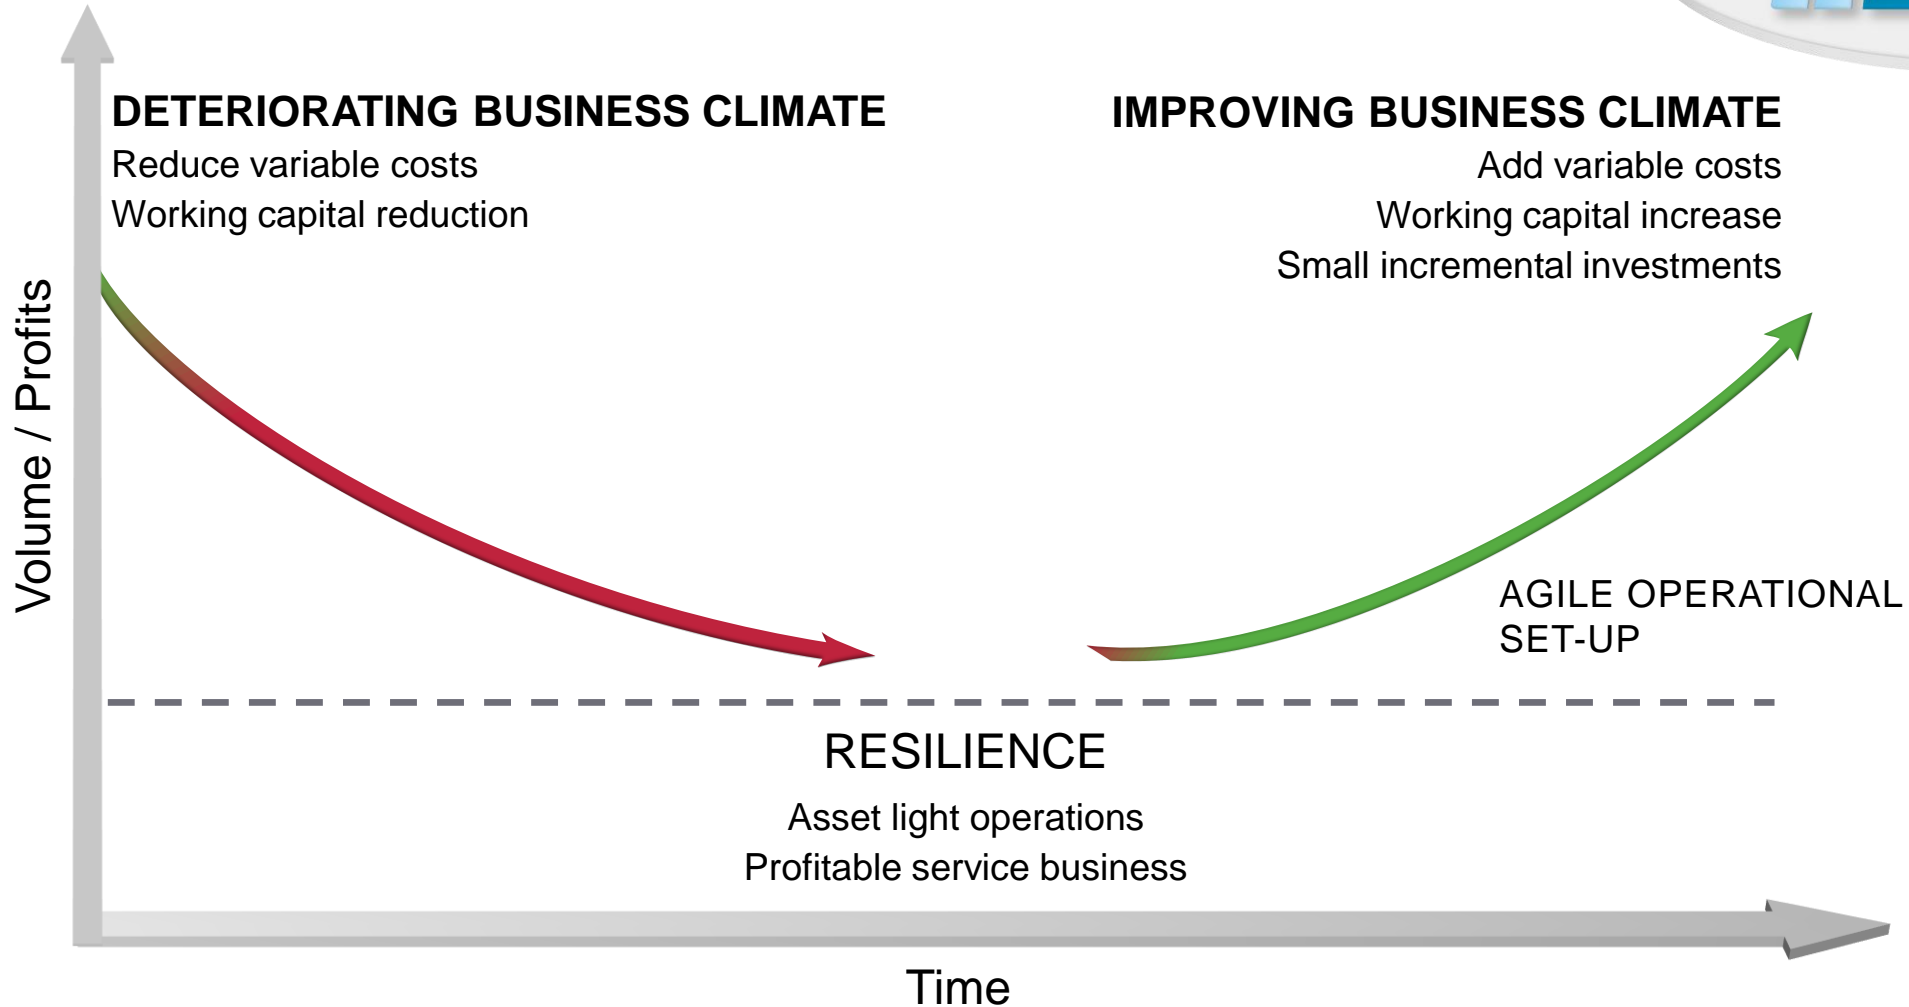 DETERIORATING BUSINESS CLIMATE
Reduce variable costs
Working capital reduction
IMPROVING BUSINESS CLIMATE
Add variable costs
Working capital increase
Small incremental investments
Volume / Profits
AGILE OPERATIONAL
SET-UP
RESILIENCE
Asset light operations
Profitable service business
Time